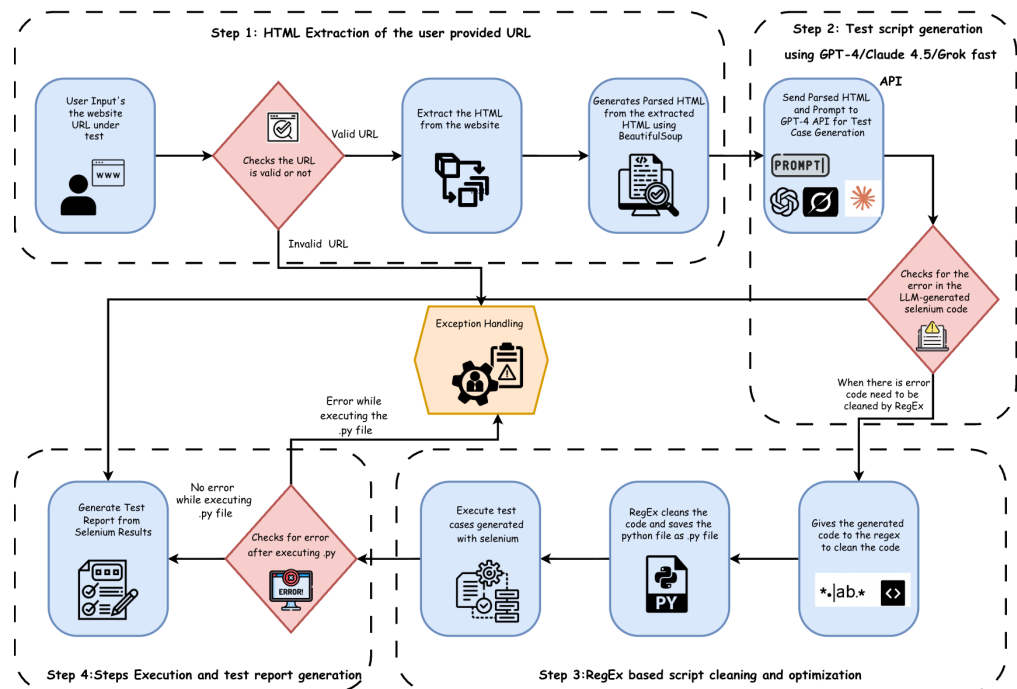 Step 1: HTML Extraction of the user provided URL
User Input's
the website
URL under
test
WWW
Checks the URL
is valid or not
Valid URL
Invalid URL
Extract the HTML
from the website
Generates Parsed HTML
from the extracted
HTML using
BeautifulSoup
Step 2: Test script generation
using GPT-4/Claude 4.5/Grok fast
API
Send Parsed HTML
and Prompt to
GPT-4 API for Test
Case Generation
PROMPT
Checks for the
error in the
LLM-generated
selenium code
When there is error
code need to be
cleaned by RegEx
Exception Handling
Error while
executing the
.py file
No error
while executing
.py file
Generate Test
Report from
Selenium Results
Checks for error
after executing .py
ERROR!
Execute test
cases generated
with selenium
RegEx cleans the
code and saves the
python file as .py file
PY
Gives the generated
code to the regex
to clean the code
*.|ab.*
<>
Step 4:Steps Execution and test report generation
Step 3:RegEx based script cleaning and optimization